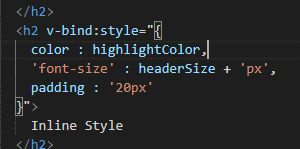 </h2>
<h2 v-bind:style="{
color : highlightColor,
'font-size' : headerSize + 'px',
padding : '20px'
}">
Inline Style
</h2>